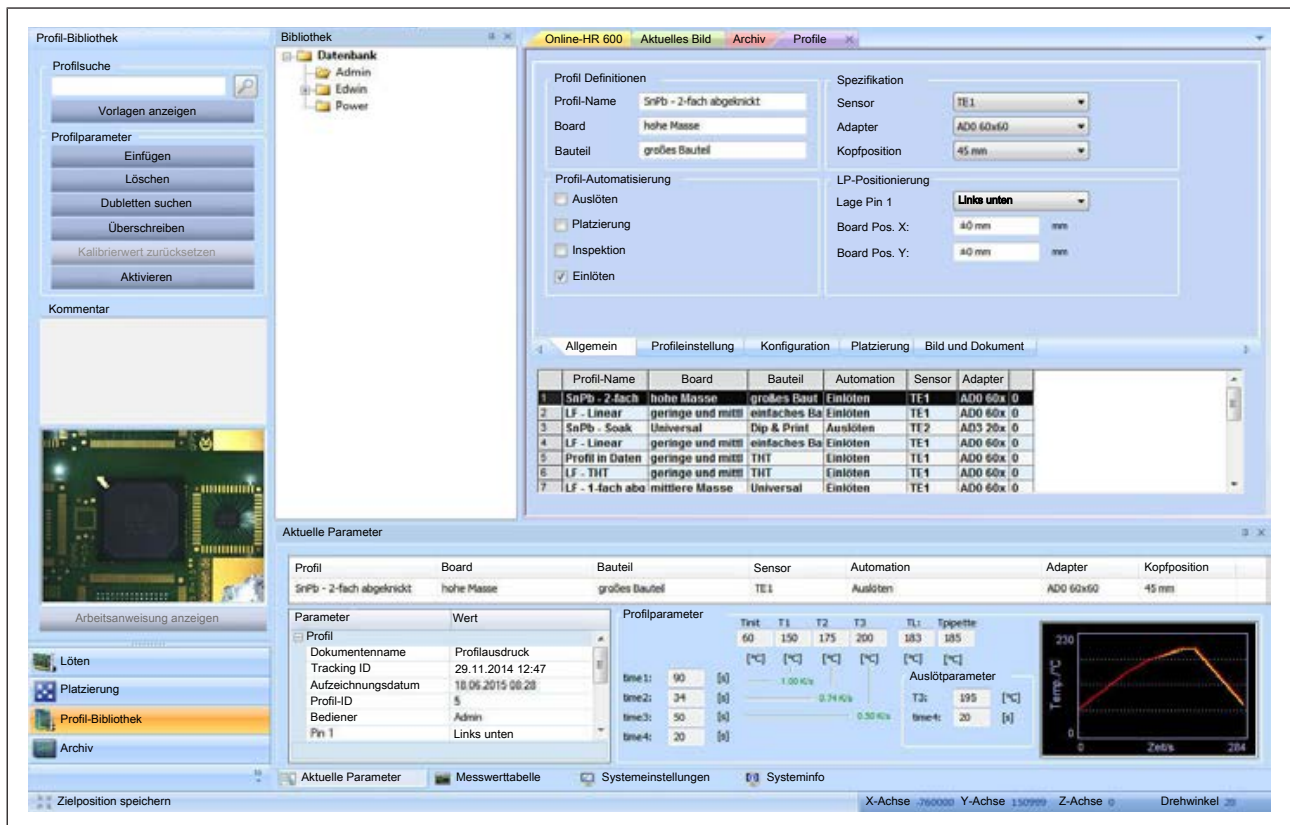 Profil-Bibliothek
Profilsuche
Vorlagen anzeigen
Profilparameter
Einfügen
Löschen
Dubletten suchen
Überschreiben
Kalibrierwert zurücksetzen
Aktivieren
Kommentar
Arbeitsanweisung anzeigen
Löten
Platzierung
Profil-Bibliothek
Archiv
Bibliothek
Datenbank
Admin
Edwin
Power
Online-HR 600 Aktuelles Bild Archiv Profile
Profil Definitionen
Profil-Name SnPb - 2-fach abgeknickt
Board hohe Masse
Bauteil großes Bauteil
Spezifikation
Sensor TE1
Adapter AD0 60x60
Kopfposition 45 mm
Profil-Automatisierung
Auslöten
Platzierung
Inspektion
Einlöten
LP-Positionierung
Lage Pin 1 Links unten
Board Pos. X: 40 mm mm
Board Pos. Y: 40 mm mm
Allgemein Profileinstellung Konfiguration Platzierung Bild und Dokument
Profil-Name Board Bauteil Automation Sensor Adapter
1 SnPb - 2-fach hohe Masse großes Baut Einlöten TE1 AD0 60x 0
2 LF - Linear geringe und mittl einfaches Ba Einlöten TE1 AD0 60x 0
3 SnPb - Soak Universal Dip & Print Auslöten TE2 AD3 20x 0
4 LF - Linear geringe und mittl einfaches Ba Einlöten TE1 AD0 60x 0
5 Profil in Daten geringe und mittl THT Einlöten TE1 AD0 60x 0
6 LF - THT geringe und mittl THT Einlöten TE1 AD0 60x 0
7 LF - 1-fach abg mittlere Masse Universal Einlöten TE1 AD0 60x 0
Aktuelle Parameter
Profil Board Bauteil Sensor Automation Adapter Kopfposition
SnPb - 2-fach abgeknickt hohe Masse großes Bauteil TE1 Auslöten AD0 60x60 45 mm
Parameter Wert
Profil
Dokumentenname Profilausdruck
Tracking ID 29.11.2014 12:47
Aufzeichnungsdatum 18.06.2015 08:28
Profil-ID 5
Bediener Admin
Pin 1 Links unten
Profilparameter
Tinit T1 T2 T3 TL: Tpipette
60 150 175 200 183 185
[°C] [°C] [°C] [°C] [°C] [°C]
time1: 90 [s] 1.00 K/s
time2: 34 [s] 0.74 K/s
time3: 50 [s] 0.50 K/s
time4: 20 [s]
Auslötparameter
T3: 195 [°C]
time4: 20 [s]
230
Temp./°C
0
0 Zeit/s 284
Aktuelle Parameter Messwerttabelle Systemeinstellungen Systeminfo
Zielposition speichern X-Achse -760000 Y-Achse Z-Achse 0 Drehwinkel